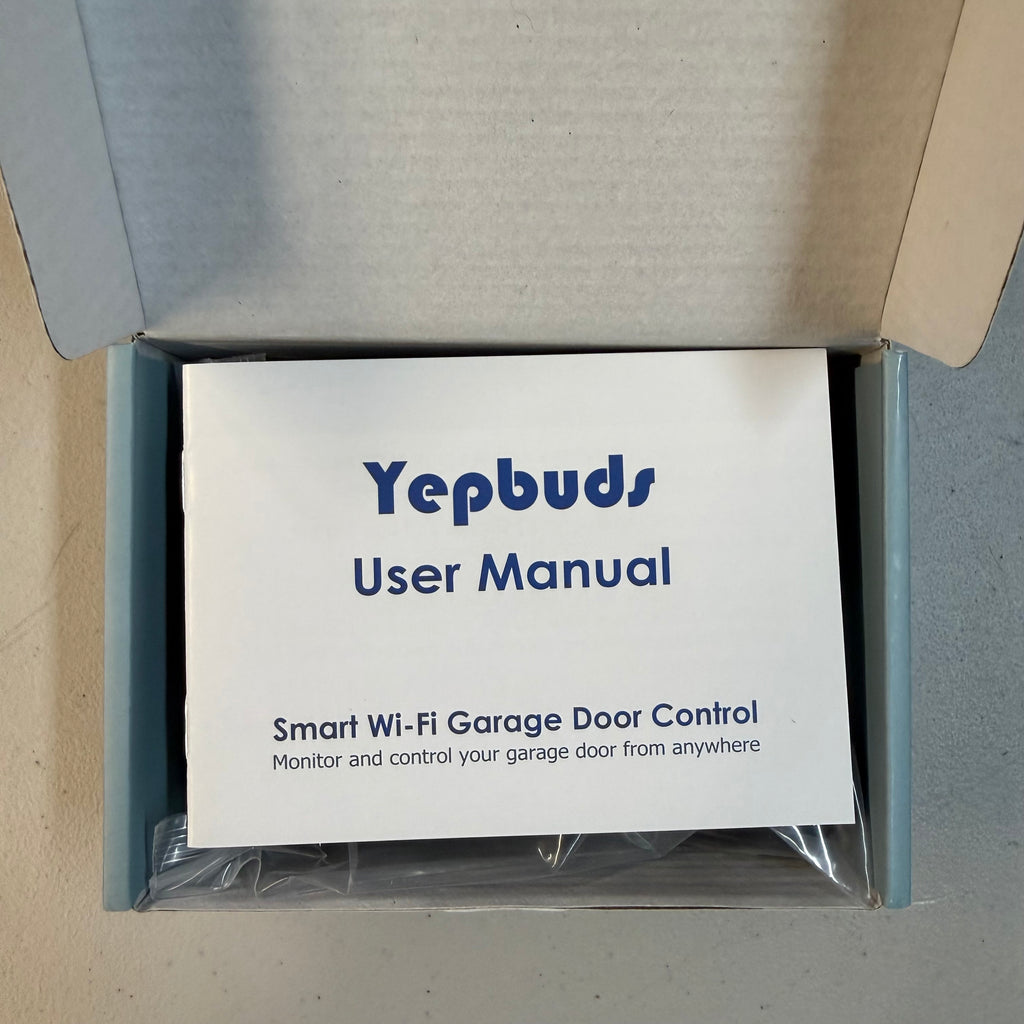 Yepbuds
User Manual
Smart Wi-Fi Garage Door Control
Monitor and control your garage door from anywhere